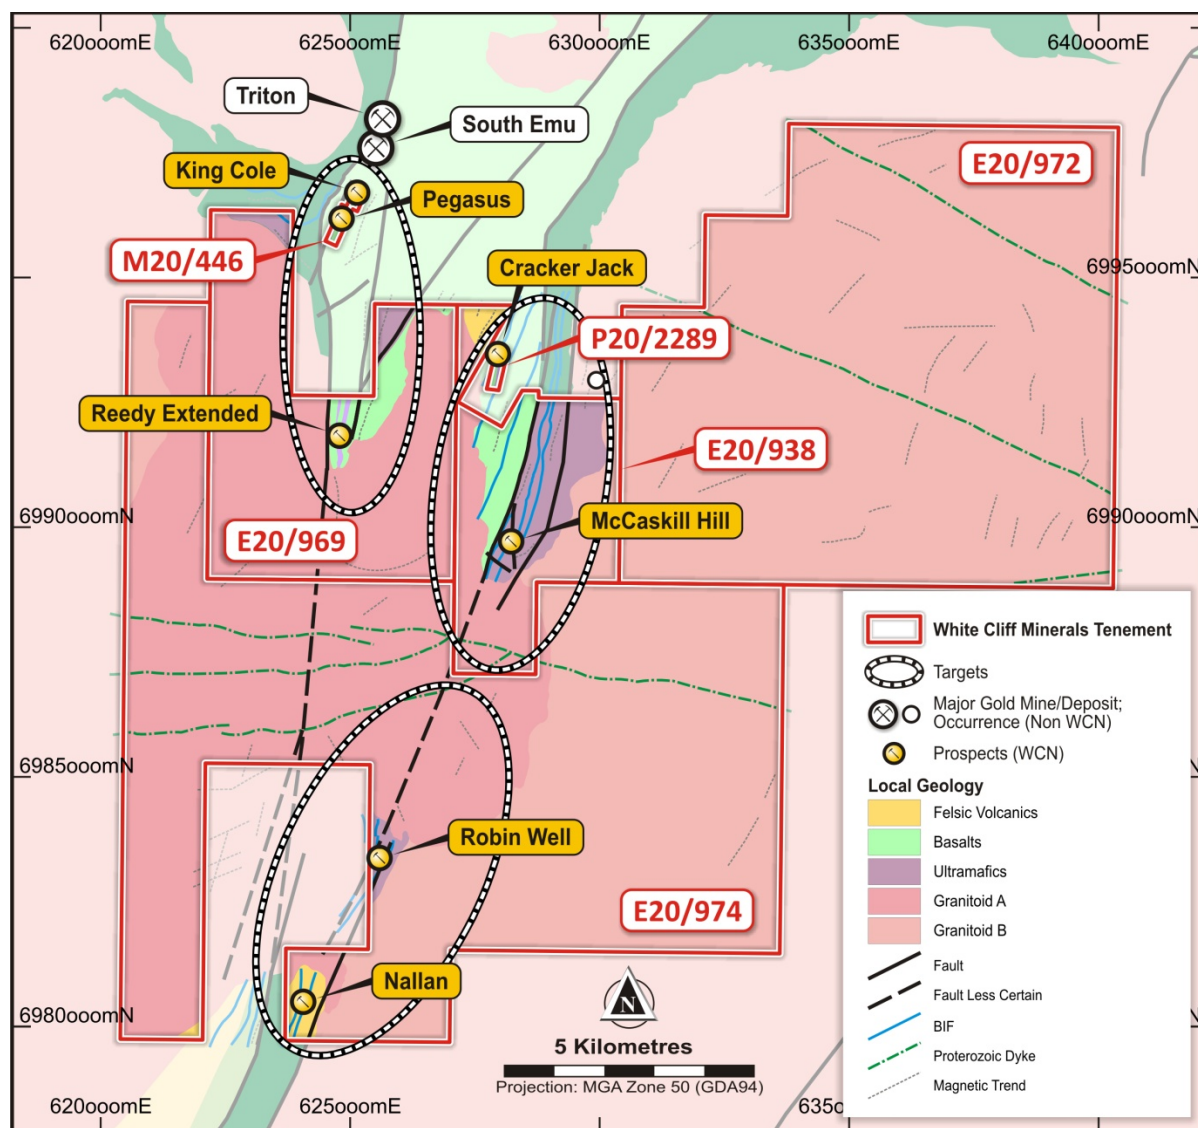 620000mE
625000mE
630000mE
635000mE
640000mE
Triton
South Emu
King Cole
Pegasus
E20/972
M20/446
Cracker Jack
6995000mN
P20/2289
Reedy Extended
E20/938
6990000mN
6990000mN
McCaskill Hill
E20/969
White Cliff Minerals Tenement
Targets
Major Gold Mine/Deposit;
Occurrence (Non WCN)
Prospects (WCN)
6985000mN
Local Geology
Felsic Volcanics
Basalts
Robin Well
Ultramafics
Granitoid A
E20/974
Granitoid B
Fault
Nallan
N
Fault Less Certain
6980000mN
BIF
5 Kilometres
Proterozoic Dyke
Projection: MGA Zone 50 (GDA94)
Magnetic Trend
620000mE
625000mE
635